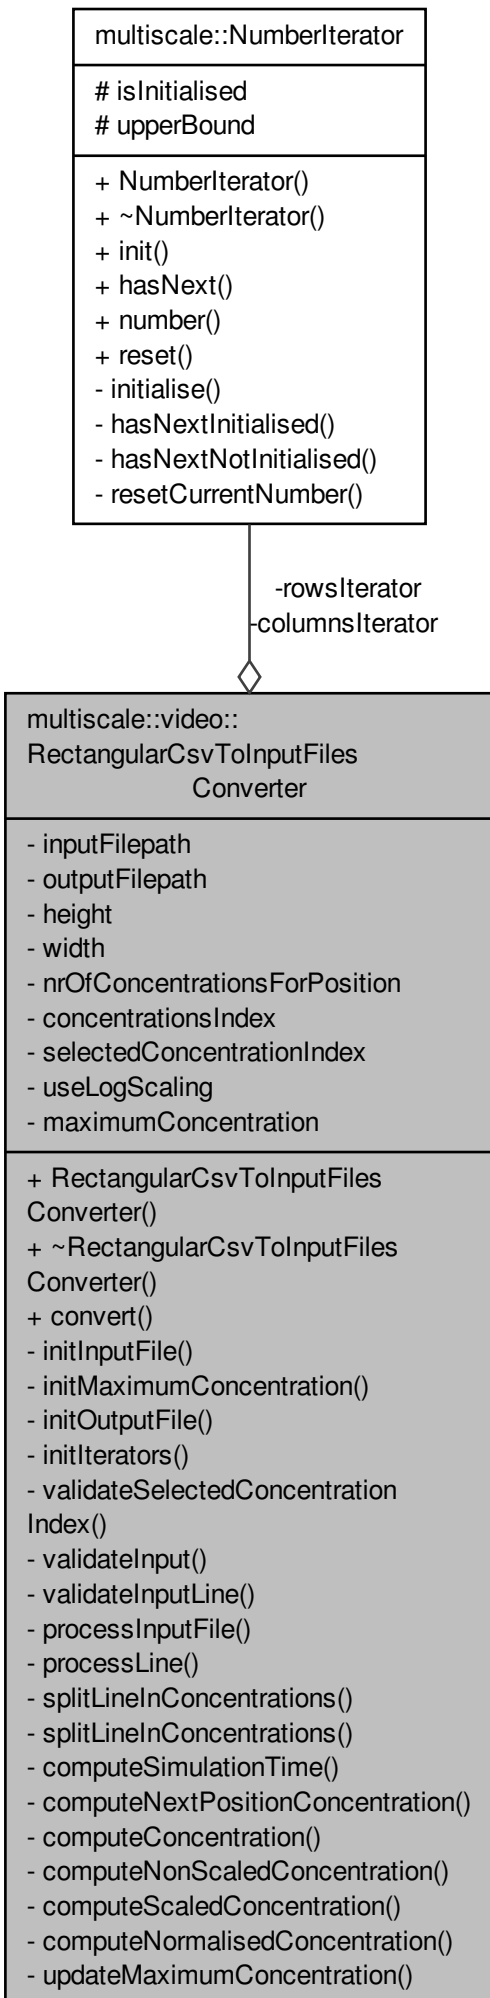 multiscale::NumberIterator
# isInitialised
# upperBound
+ NumberIterator()
+ ~NumberIterator()
+ init()
+ hasNext()
+ number()
+ reset()
- initialise()
- hasNextInitialised()
- hasNextNotInitialised()
- resetCurrentNumber()
-rowsIterator
-columnsIterator
multiscale::video::
RectangularCsvToInputFiles
Converter
- inputFilepath
- outputFilepath
- height
- width
- nrOfConcentrationsForPosition
- concentrationsIndex
- selectedConcentrationIndex
- useLogScaling
- maximumConcentration
+ RectangularCsvToInputFiles
Converter()
+ ~RectangularCsvToInputFiles
Converter()
+ convert()
- initInputFile()
- initMaximumConcentration()
- initOutputFile()
- initIterators()
- validateSelectedConcentration
Index()
- validateInput()
- validateInputLine()
- processInputFile()
- processLine()
- splitLineInConcentrations()
- splitLineInConcentrations()
- computeSimulationTime()
- computeNextPositionConcentration()
- computeConcentration()
- computeNonScaledConcentration()
- computeScaledConcentration()
- computeNormalisedConcentration()
- updateMaximumConcentration()